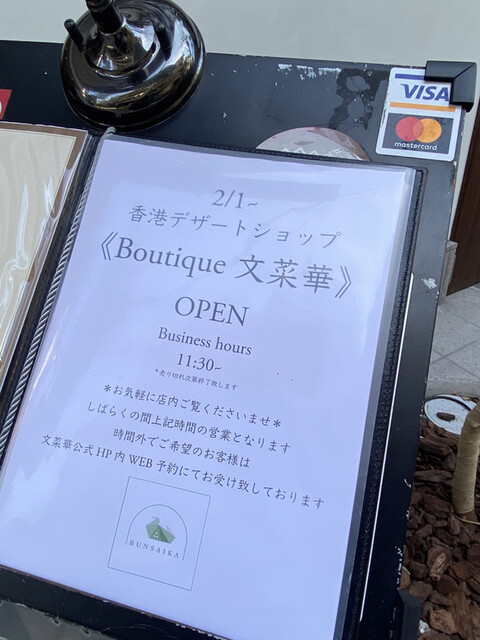 VISA
mastercard
2/1~
香港デザートショップ
《Boutique 文菜華》
OPEN
Business hours
11:30~
*売り切れ次第終了致します
*お気軽に店内ご覧くださいませ*
しばらくの間上記時間の営業となります
時間外でご希望のお客様は
文菜華公式HP内WEB予約にてお受け致しております
BUNSAIKA